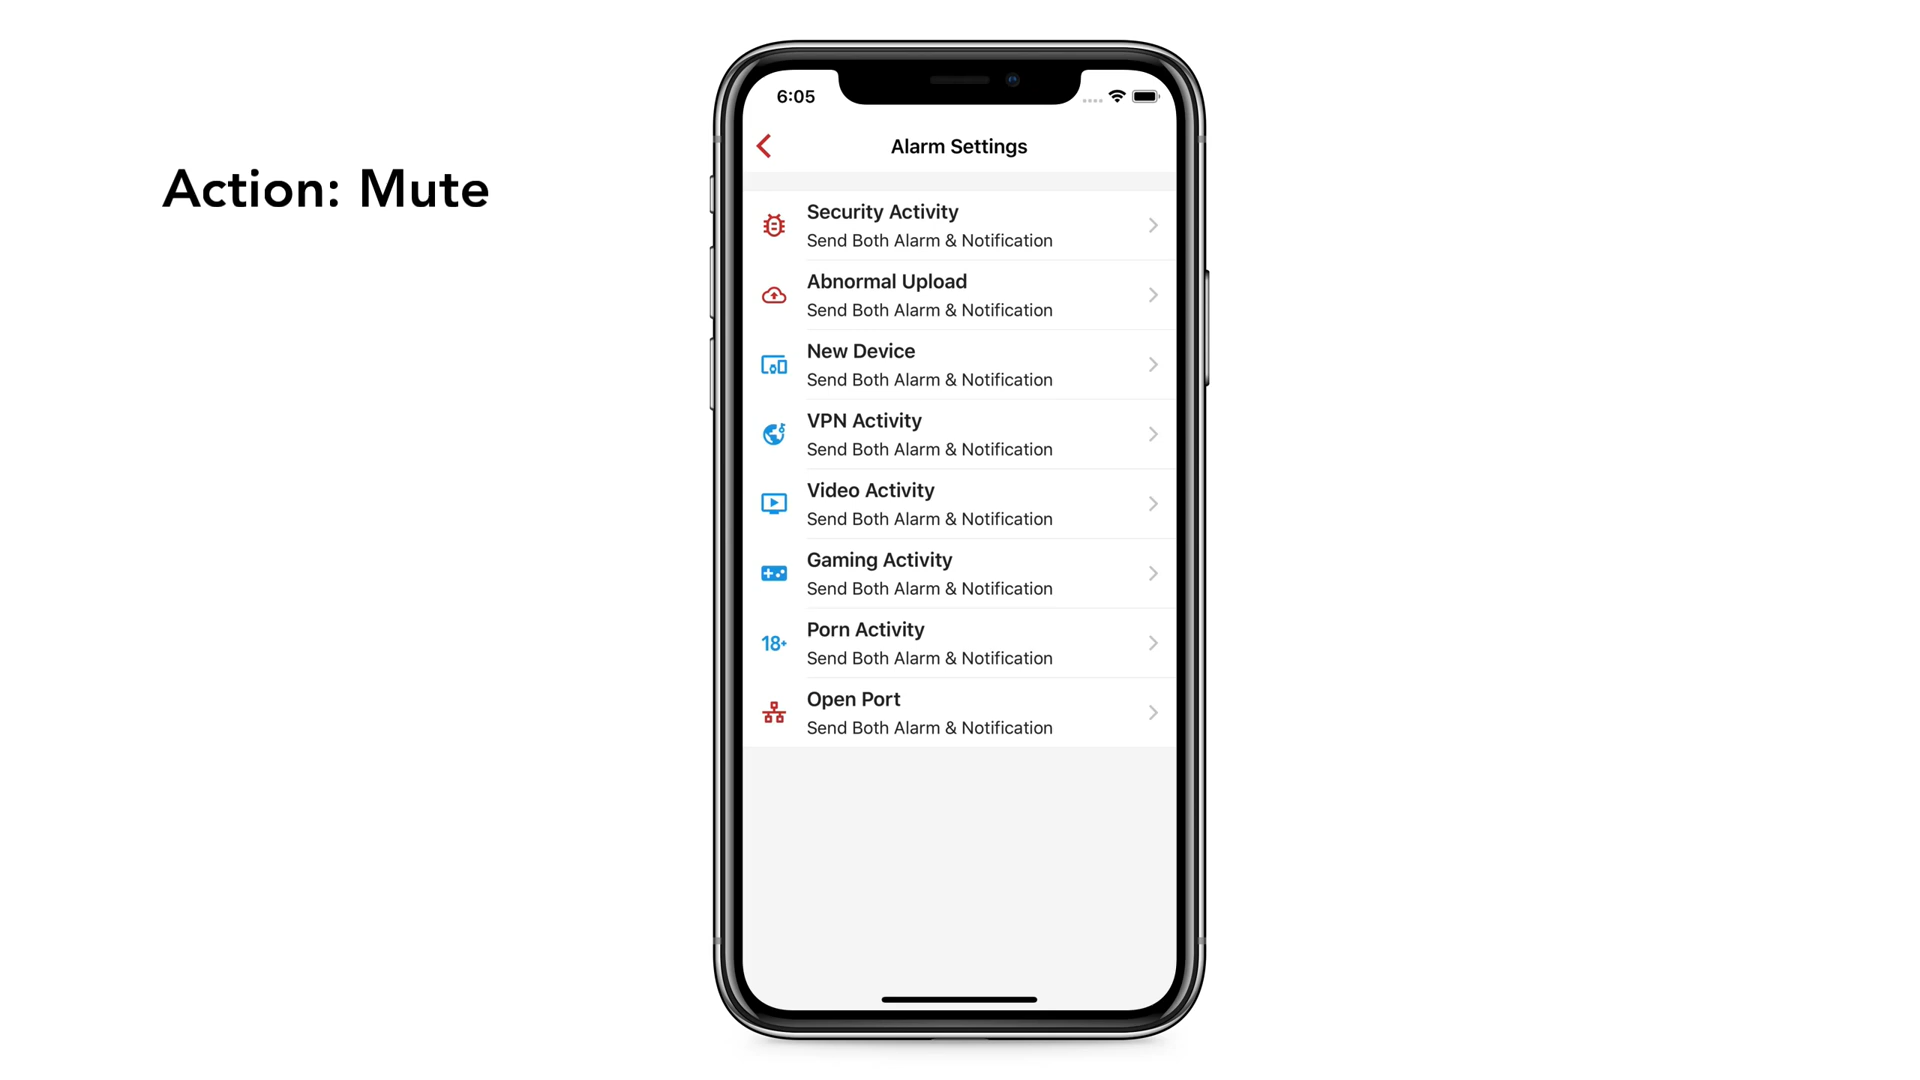 Action: Mute
6:05
Alarm Settings
Security Activity
Send Both Alarm & Notification
Abnormal Upload
Send Both Alarm & Notification
New Device
Send Both Alarm & Notification
VPN Activity
Send Both Alarm & Notification
Video Activity
Send Both Alarm & Notification
Gaming Activity
Send Both Alarm & Notification
18+
Porn Activity
Send Both Alarm & Notification
Open Port
Send Both Alarm & Notification